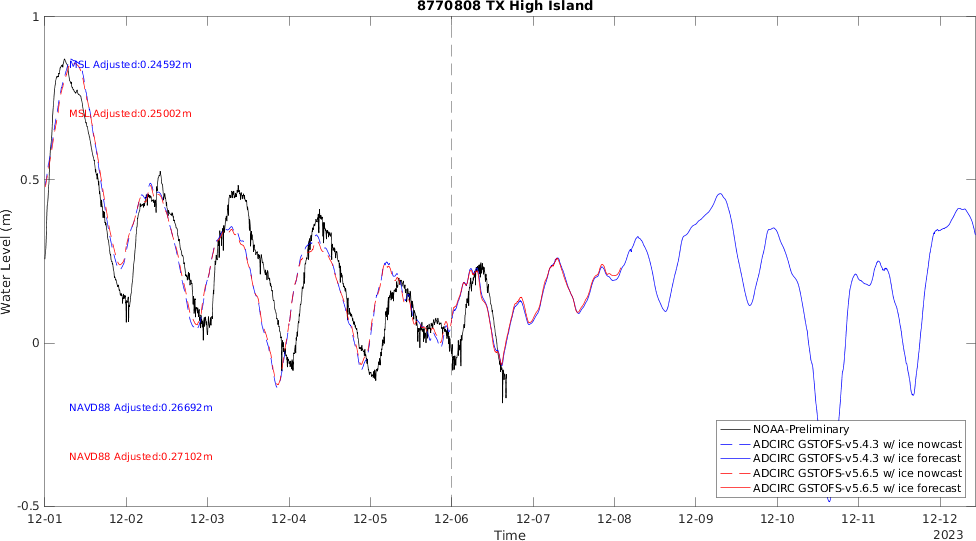 8770808 TX High Island
1
0.5
0
-0.5
Water Level (m)
MSL Adjusted:0.24592m
MSL Adjusted:0.25002m
NAVD88 Adjusted:0.26692m
NAVD88 Adjusted:0.27102m
NOAA-Preliminary
ADCIRC GSTOFS-v5.4.3 w/ ice nowcast
ADCIRC GSTOFS-v5.4.3 w/ ice forecast
ADCIRC GSTOFS-v5.6.5 w/ ice nowcast
ADCIRC GSTOFS-v5.6.5 w/ ice forecast
12-01 12-02 12-03 12-04 12-05 12-06 12-07 12-08 12-09 12-10 12-11 12-12
Time
2023